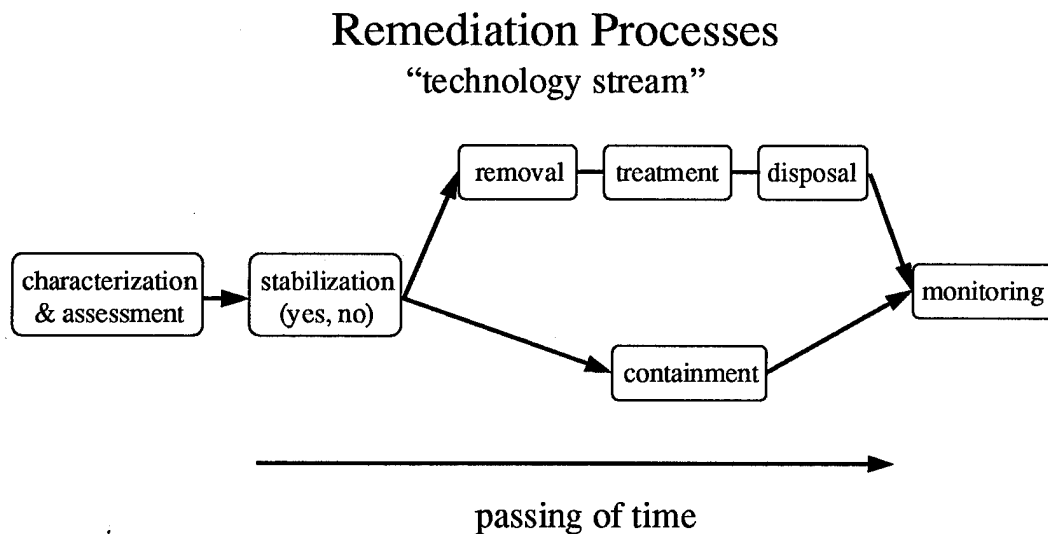 Remediation Processes
“technology stream”
removal
treatment
disposal
characterization
& assessment
stabilization
(yes, no)
monitoring
containment
passing of time